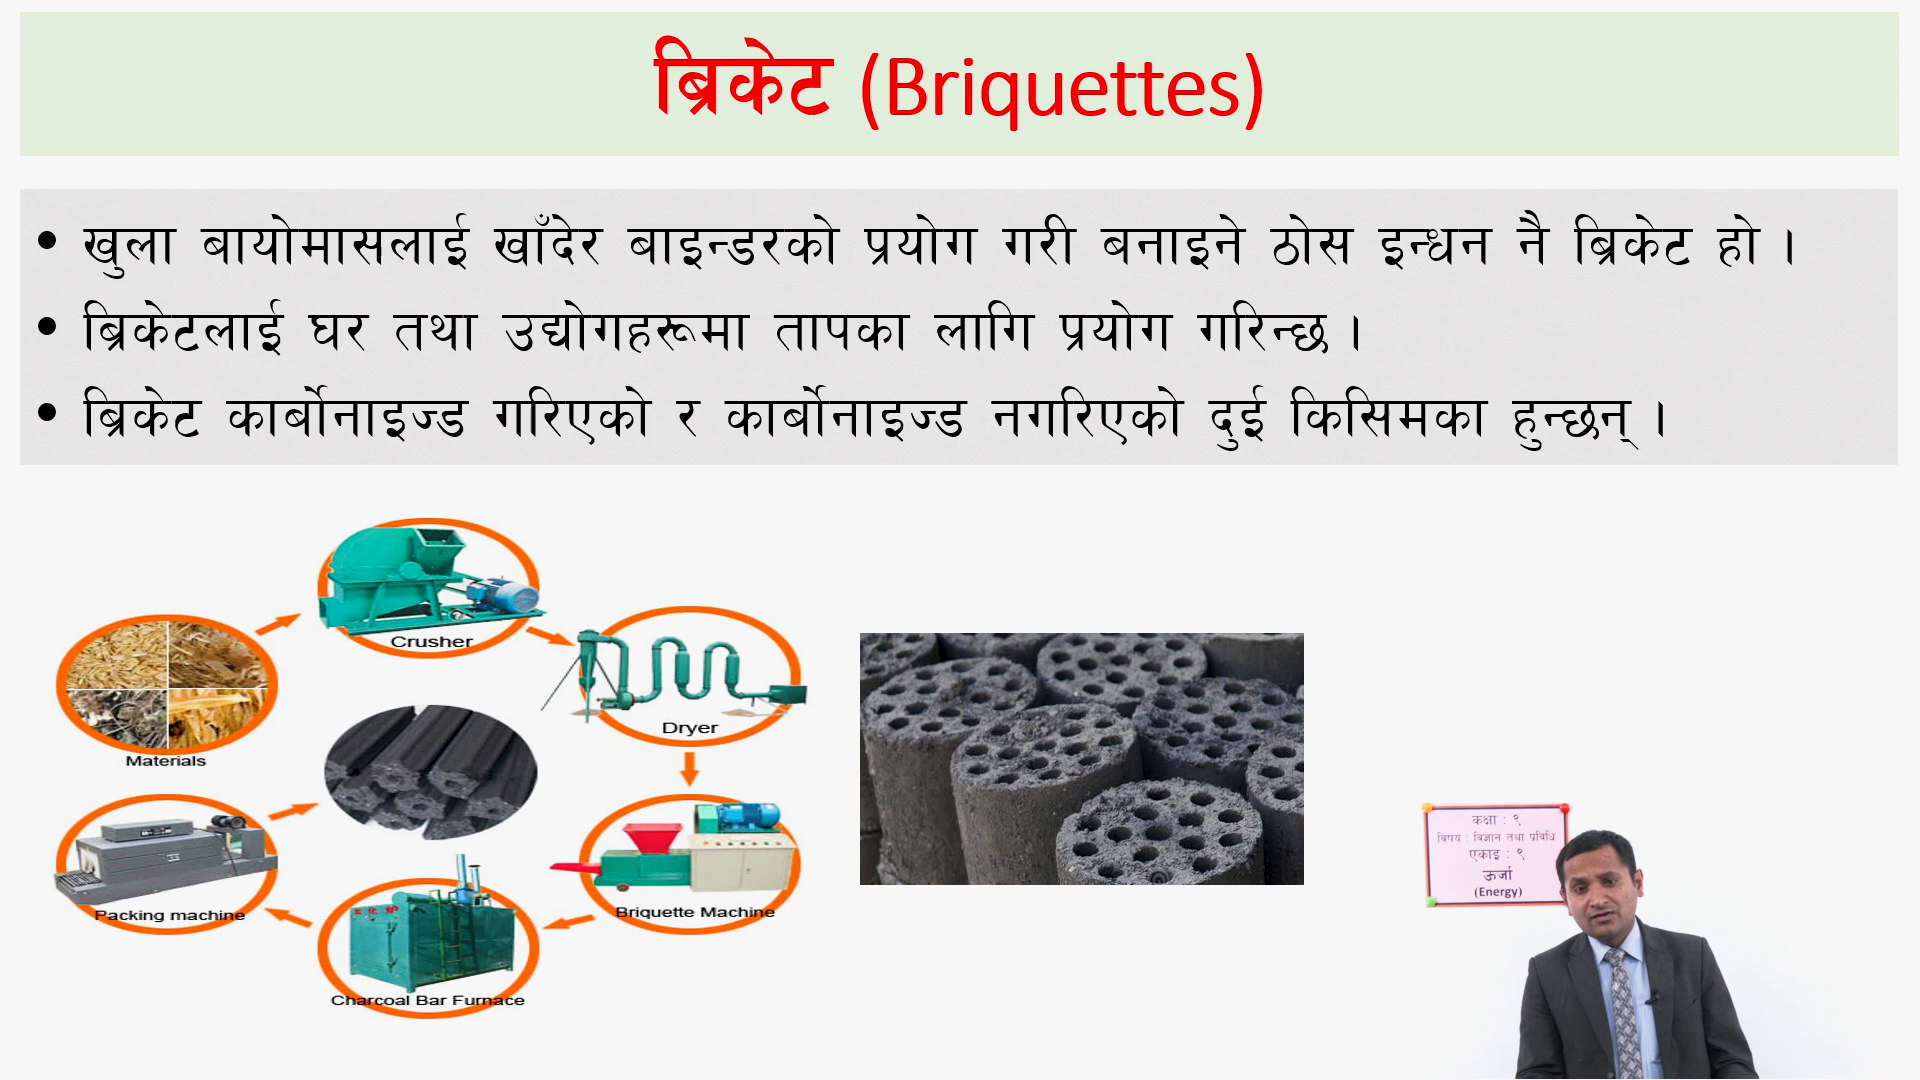 ब्रिकेट (Briquettes)
• खुला बायोमासलाई खाँदेर बाइन्डरको प्रयोग गरी बनाइने ठोस इन्धन नै ब्रिकेट हो ।
• ब्रिकेटलाई घर तथा उद्योगहरूमा तापका लागि प्रयोग गरिन्छ ।
• ब्रिकेट कार्बोनाइज्ड गरिएको र कार्बोनाइज्ड नगरिएको दुई किसिमका हुन्छन् ।
Crusher
Dryer
Materials
Packing machine
Briquette Machine
Charcoal Bar Furnace
कक्षा : ९
विषय : विज्ञान तथा प्रविधि
एकाइ : ९
ऊर्जा
(Energy)